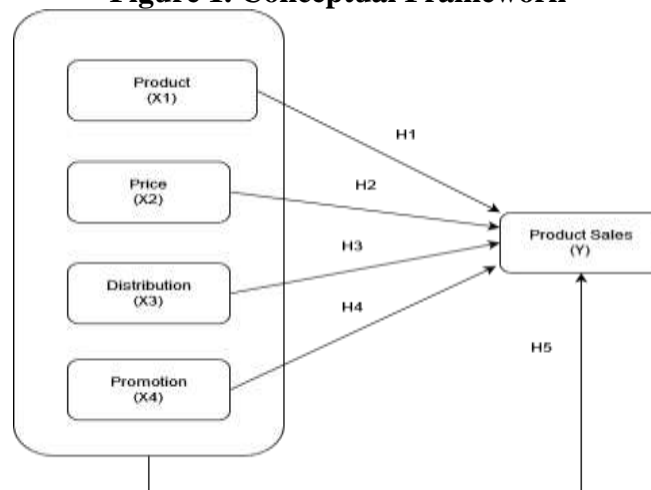 Figure 1. Conceptual Framework
Product
(X1)
H1
Price
(X2)
H2
Product Sales
(Y)
Distribution
(X3)
H3
H4
Promotion
(X4)
H5